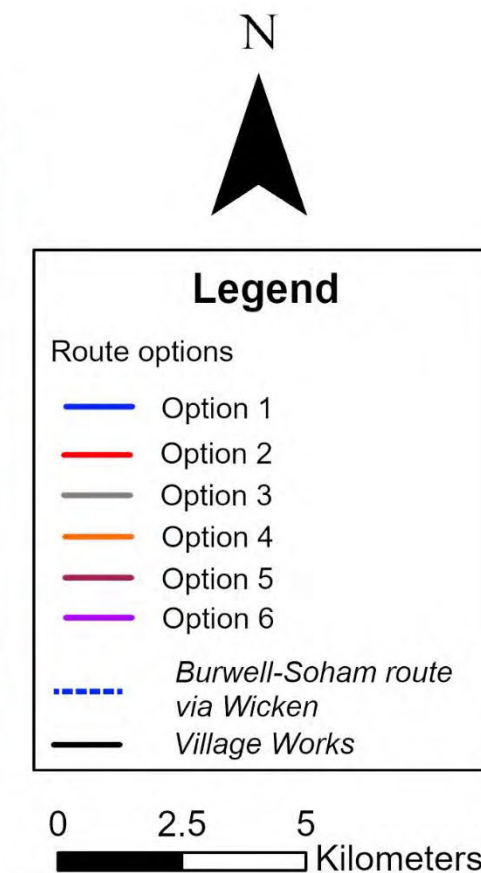 N
Legend
Route options
Option 1
Option 2
Option 3
Option 4
Option 5
Option 6
Burwell-Soham route
via Wicken
Village Works
0 2.5 5
Kilometers